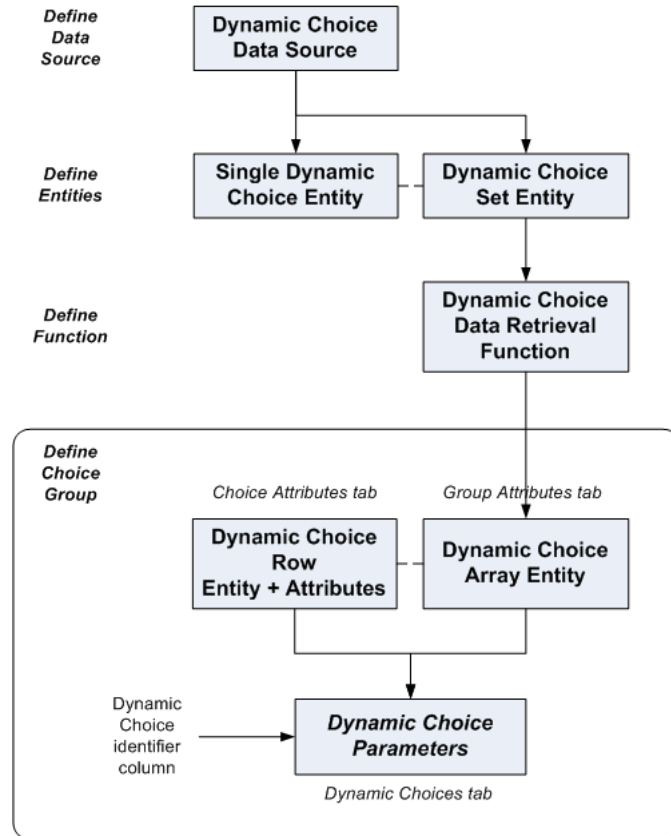 Define
Data
Source
Dynamic Choice
Data Source
Define
Entities
Single Dynamic
Choice Entity
Dynamic Choice
Set Entity
Define
Function
Dynamic Choice
Data Retrieval
Function
Define
Choice
Group
Choice Attributes tab
Group Attributes tab
Dynamic Choice
Row
Entity + Attributes
Dynamic Choice
Array Entity
Dynamic
Choice
identifier
column
Dynamic Choice
Parameters
Dynamic Choices tab